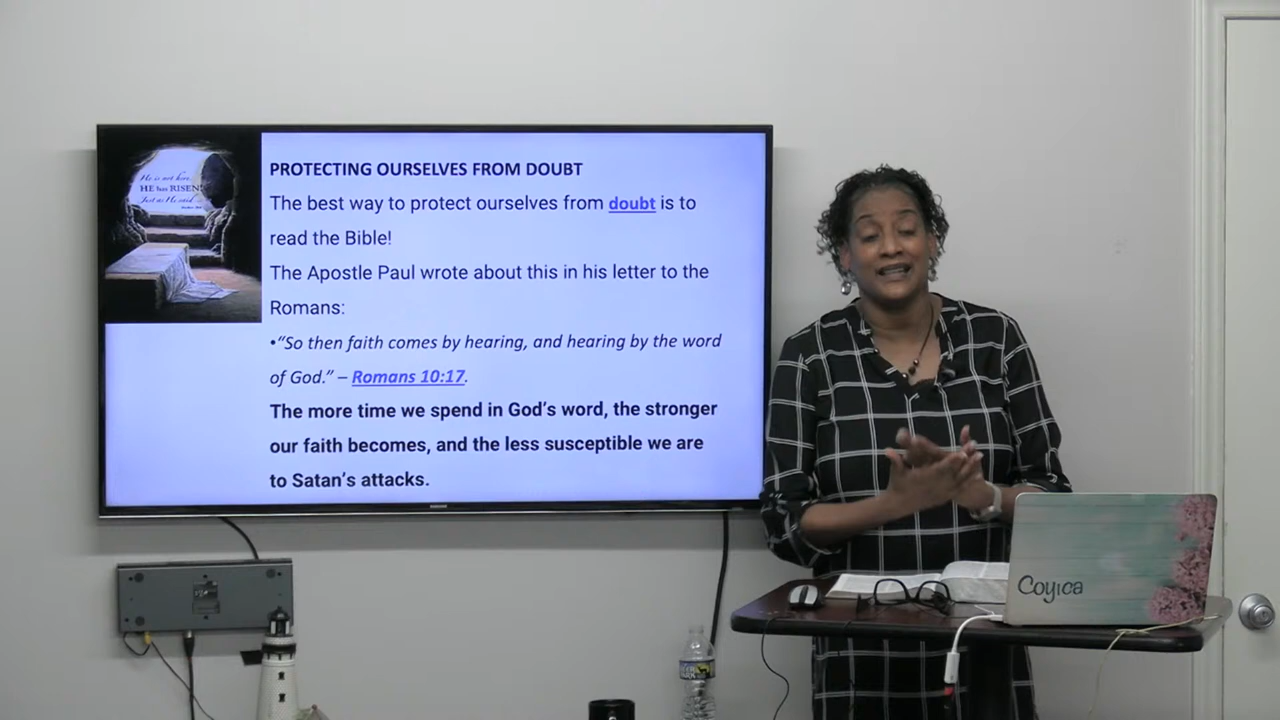 He is not here.
HE has RISEN!
Just as He said.
PROTECTING OURSELVES FROM DOUBT
The best way to protect ourselves from doubt is to
read the Bible!
The Apostle Paul wrote about this in his letter to the
Romans:
•“So then faith comes by hearing, and hearing by the word
of God.” – Romans 10:17.
The more time we spend in God’s word, the stronger
our faith becomes, and the less susceptible we are
to Satan’s attacks.
Coyica